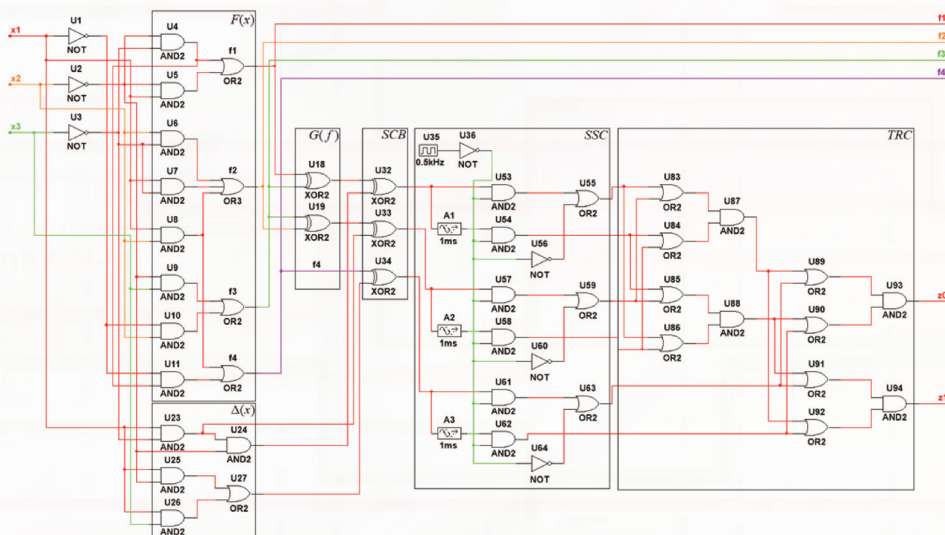 F(x)
x1
U1
NOT
U4
AND2
f1
OR2
f1
f2
f3
f4
x2
U2
NOT
U5
AND2
x3
U3
NOT
U6
AND2
U7
AND2
f2
OR3
U8
AND2
U9
AND2
U10
AND2
f3
OR2
U11
AND2
f4
OR2
G(f)
U18
XOR2
U19
XOR2
f4
SCB
U32
XOR2
U33
XOR2
U34
XOR2
SSC
U35
0.5kHz
U36
NOT
U53
AND2
U55
OR2
A1
1ms
U54
AND2
U56
NOT
U57
AND2
U59
OR2
A2
1ms
U58
AND2
U60
NOT
U61
AND2
U63
OR2
A3
1ms
U62
AND2
U64
NOT
TRC
U83
OR2
U84
OR2
U87
AND2
U85
OR2
U86
OR2
U88
AND2
U89
OR2
U90
OR2
U93
AND2
z0
U91
OR2
U92
OR2
U94
AND2
z1
Δ(x)
U23
AND2
U24
AND2
U25
AND2
U26
AND2
U27
OR2